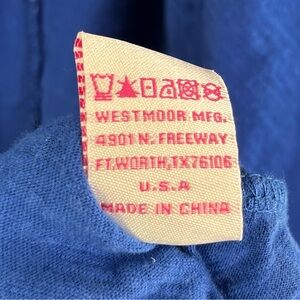 WESTMOOR MFG.
4901 N. FREEWAY
FT.WORTH,TX76106
U.S.A
MADE IN CHINA